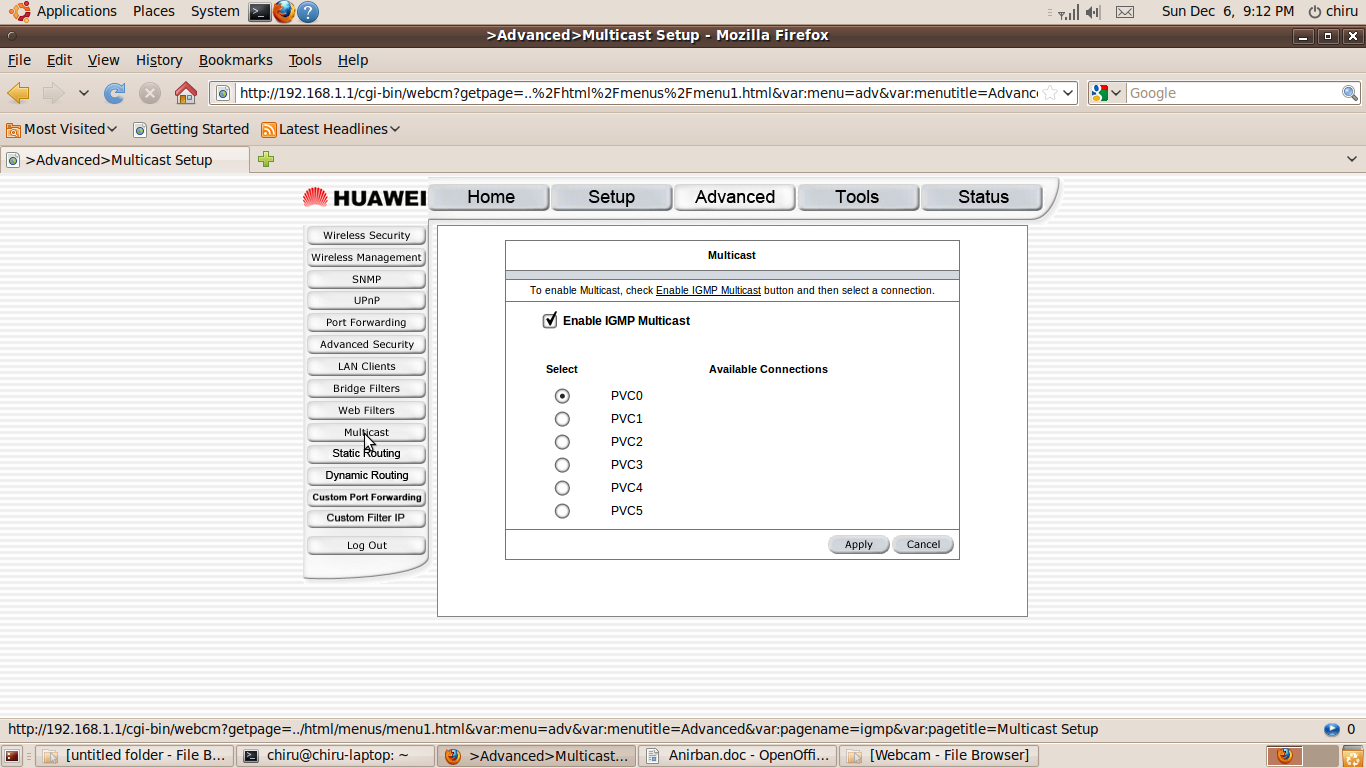 Applications Places System Sun Dec 6, 9:12 PM chiru
>Advanced>Multicast Setup - Mozilla Firefox
File Edit View History Bookmarks Tools Help
http://192.168.1.1/cgi-bin/webcm?getpage=..%2Fhtml%2Fmenus%2Fmenu1.html&var:menu=adv&var:menutitle=Advanc Google
Most Visited Getting Started Latest Headlines
>Advanced>Multicast Setup
HUAWEI Home Setup Advanced Tools Status
Wireless Security
Wireless Management
SNMP
UPnP
Port Forwarding
Advanced Security
LAN Clients
Bridge Filters
Web Filters
Multicast
Static Routing
Dynamic Routing
Custom Port Forwarding
Custom Filter IP
Log Out
Multicast
To enable Multicast, check Enable IGMP Multicast button and then select a connection.
Enable IGMP Multicast
Select Available Connections
PVC0
PVC1
PVC2
PVC3
PVC4
PVC5
Apply Cancel
http://192.168.1.1/cgi-bin/webcm?getpage=../html/menus/menu1.html&var:menu=adv&var:menutitle=Advanced&var:pagename=igmp&var:pagetitle=Multicast Setup 0
[untitled folder - File B... chiru@chiru-laptop: ~ >Advanced>Multicast... Anirban.doc - OpenOffi... [Webcam - File Browser]